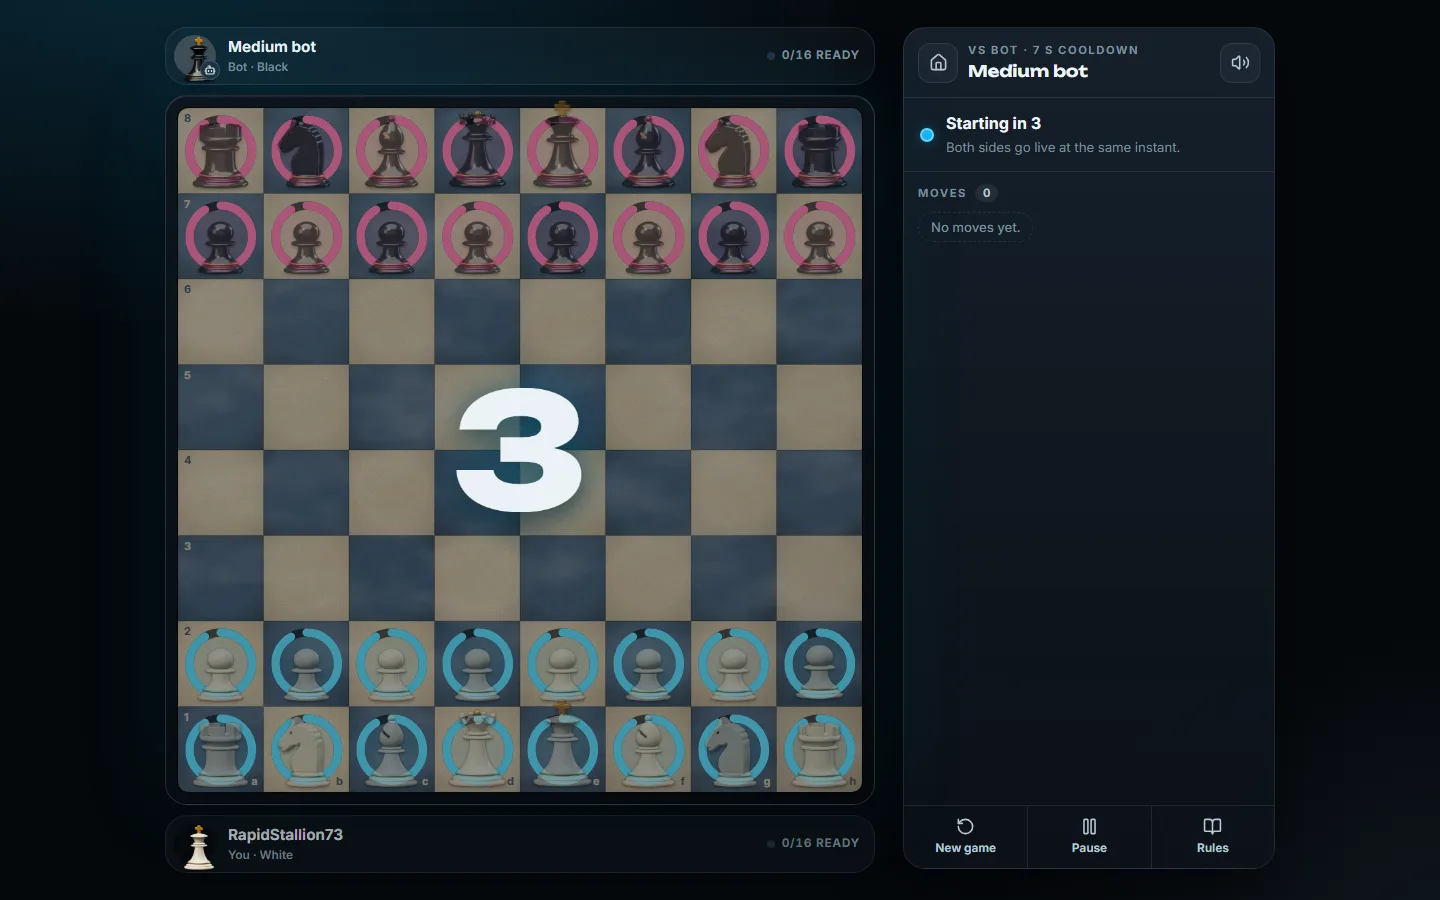 Medium bot
Bot · Black
0/16 READY
8
7
6
5
3
4
3
2
1
a b c d e f g h
RapidStallion73
You · White
0/16 READY
VS BOT · 7 S COOLDOWN
Medium bot
Starting in 3
Both sides go live at the same instant.
MOVES 0
No moves yet.
New game
Pause
Rules